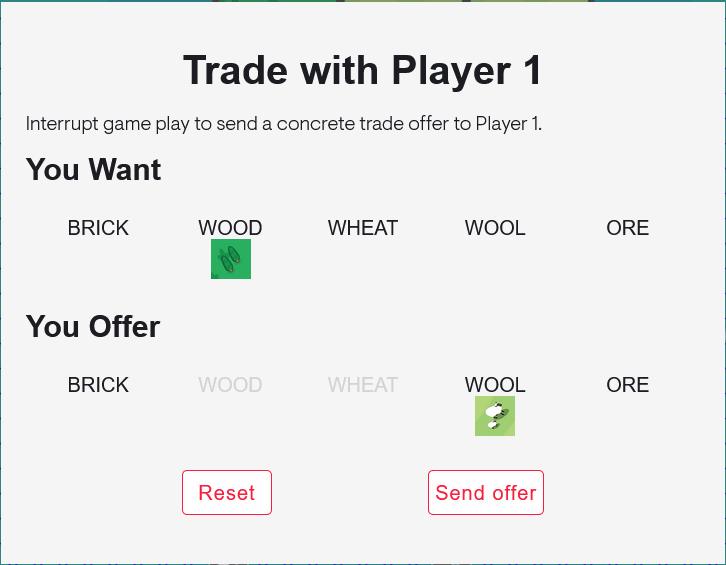 Trade with Player 1
Interrupt game play to send a concrete trade offer to Player 1.
You Want
BRICK WOOD WHEAT WOOL ORE
You Offer
BRICK WOOD WHEAT WOOL ORE
Reset Send offer